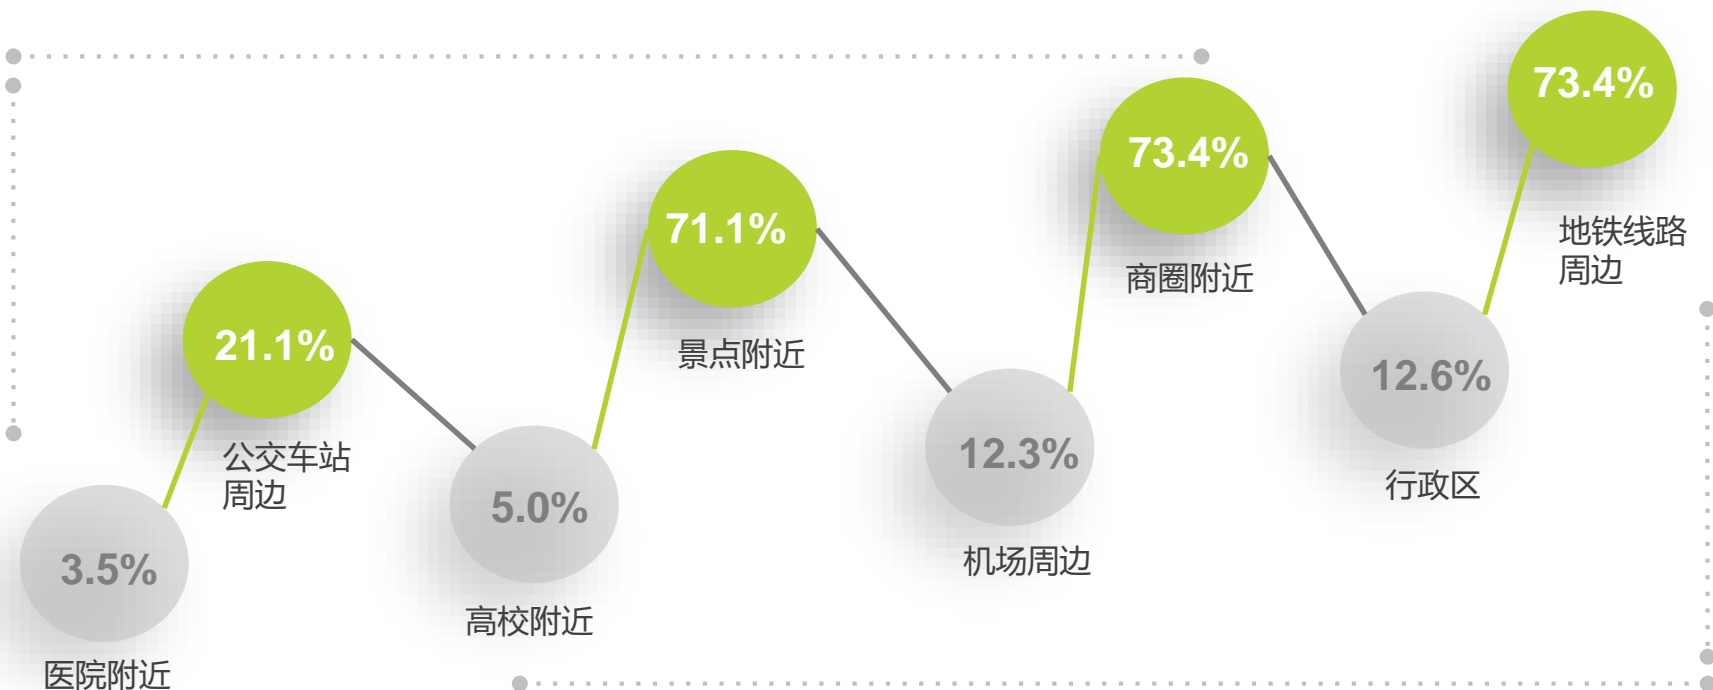 3.5%
医院附近
21.1%
公交车站
周边
5.0%
高校附近
71.1%
景点附近
12.3%
机场周边
73.4%
商圈附近
12.6%
行政区
73.4%
地铁线路
周边